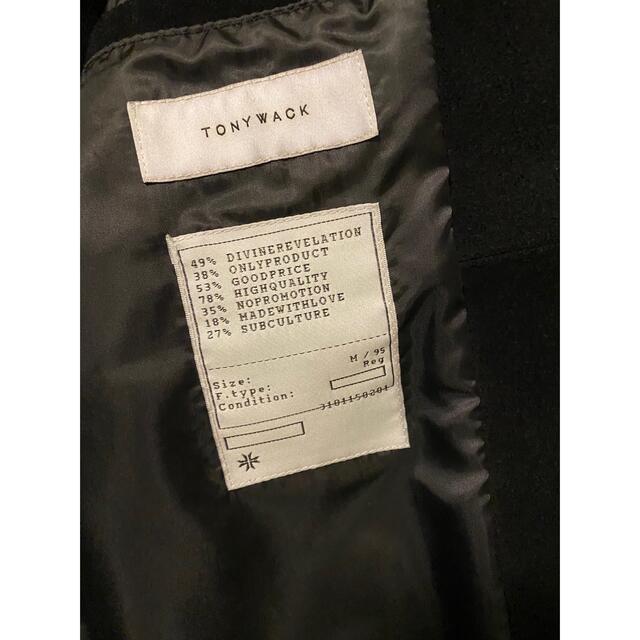 TONYWACK
49% DIVINEREVELATION
38% ONLYPRODUCT
53% GOODPRICE
78% HIGHQUALITY
35% NOPROMOTION
18% MADEWITHLOVE
27% SUBCULTURE
Size: M / 95
F.type: Reg
Condition:
3101150201